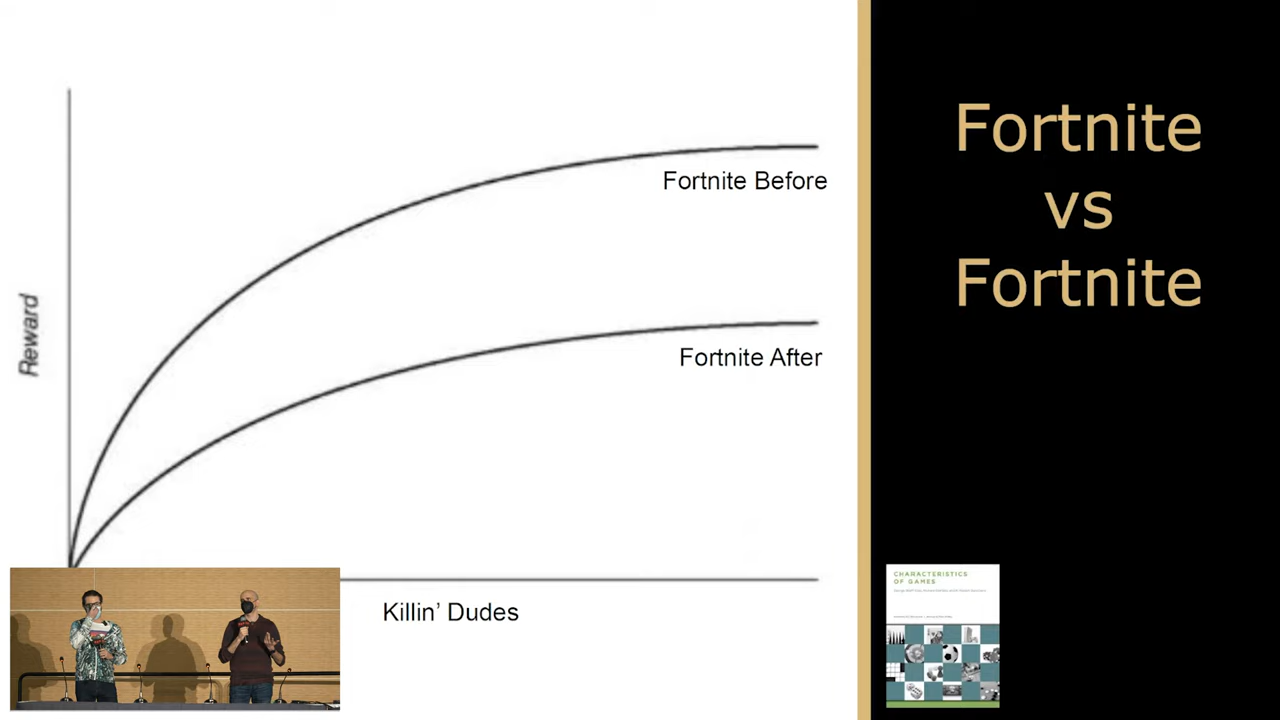 Fortnite
vs
Fortnite
Fortnite Before
Fortnite After
Reward
Killin’ Dudes
CHARACTERISTICS
OF GAMES